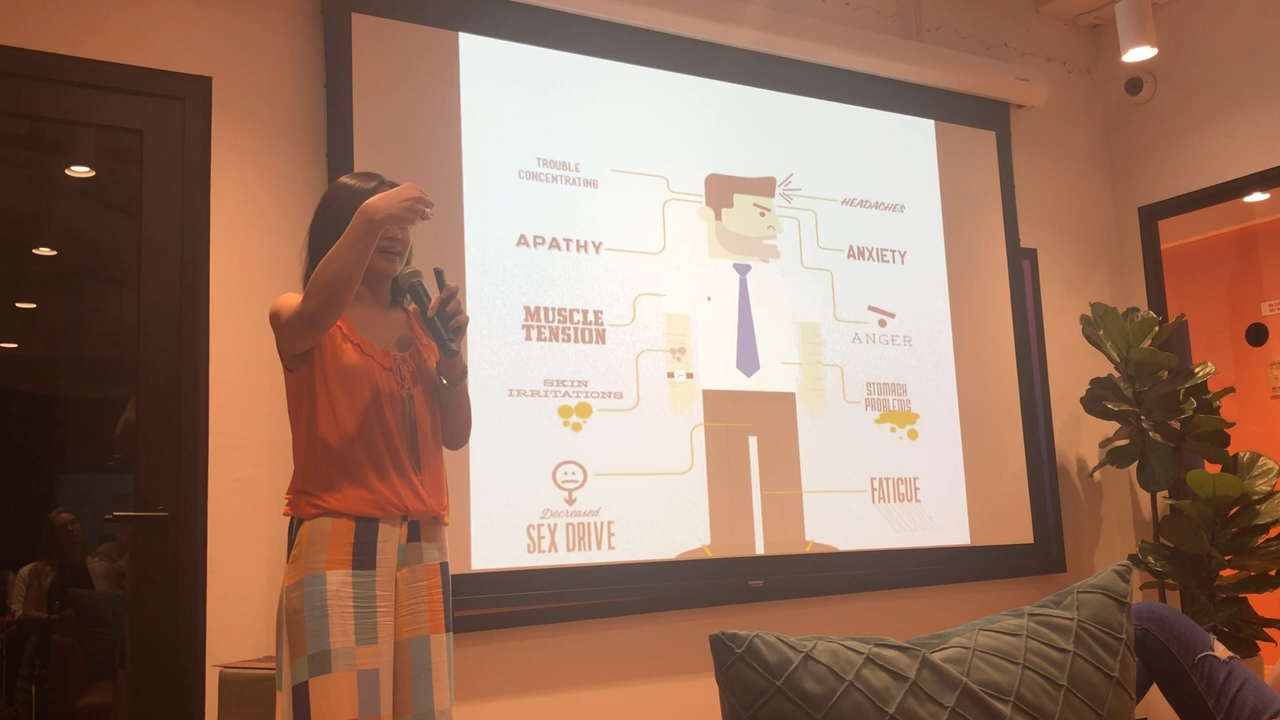 TROUBLE
CONCENTRATING
APATHY
MUSCLE
TENSION
SKIN
IRRITATIONS
Decreased
SEX DRIVE
HEADACHES
ANXIETY
ANGER
STOMACH
PROBLEMS
FATIGUE